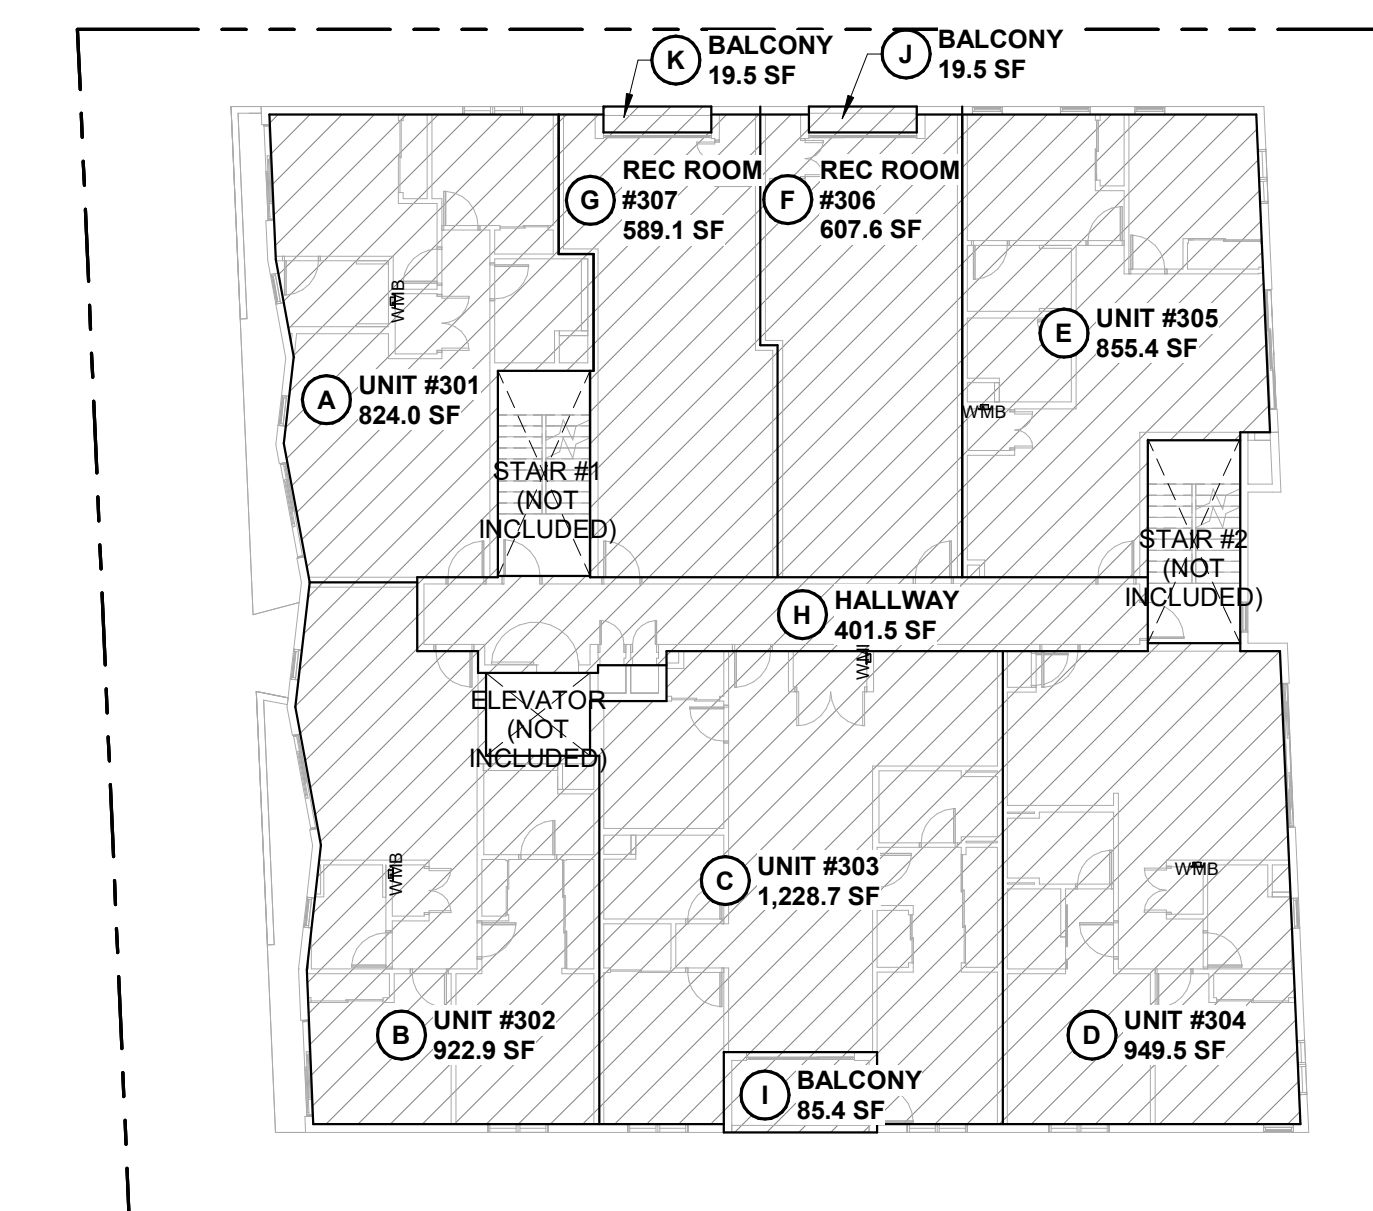 K
BALCONY
19.5 SF
J
BALCONY
19.5 SF
G
REC ROOM
#307
589.1 SF
F
REC ROOM
#306
607.6 SF
WMB
E
UNIT #305
855.4 SF
A
UNIT #301
824.0 SF
WMB
STAIR #1
(NOT
INCLUDED)
STAIR #2
(NOT
INCLUDED)
H
HALLWAY
401.5 SF
ELEVATOR
(NOT
INCLUDED)
C
UNIT #303
1,228.7 SF
WMB
WMB
B
UNIT #302
922.9 SF
D
UNIT #304
949.5 SF
I
BALCONY
85.4 SF